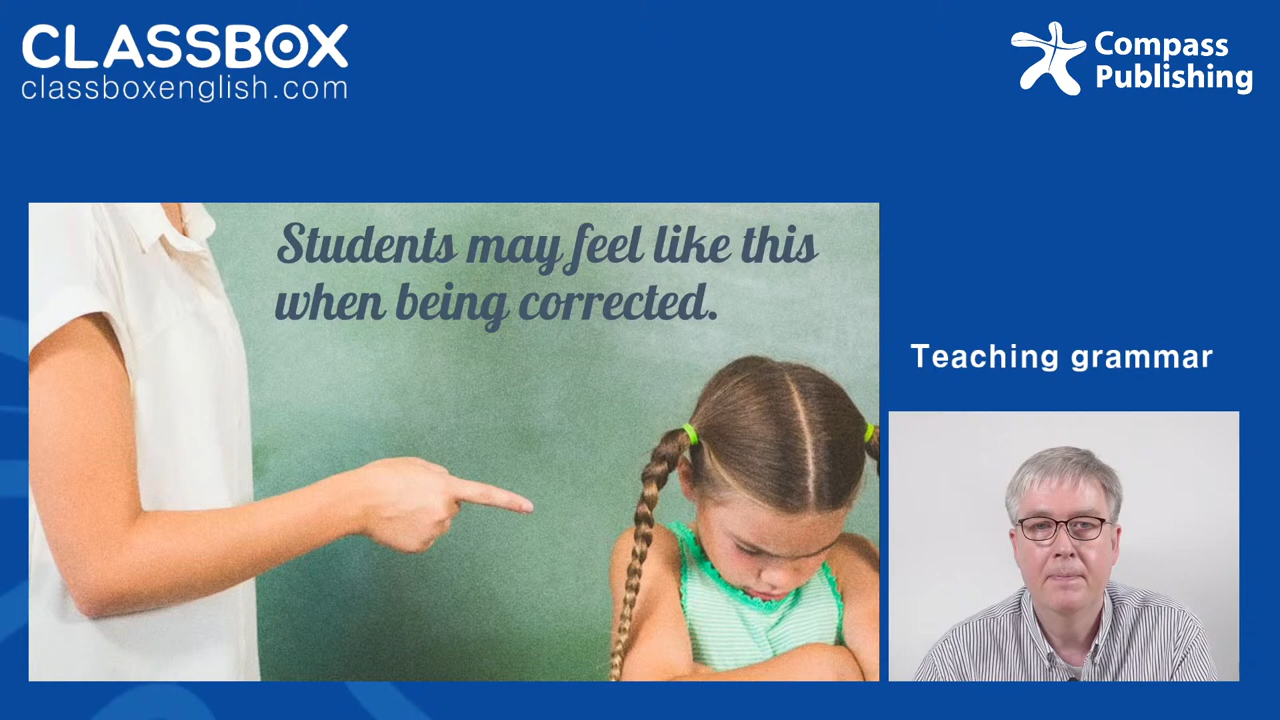 CLASSBOX
classboxenglish.com
Compass
Publishing
Students may feel like this
when being corrected.
Teaching grammar